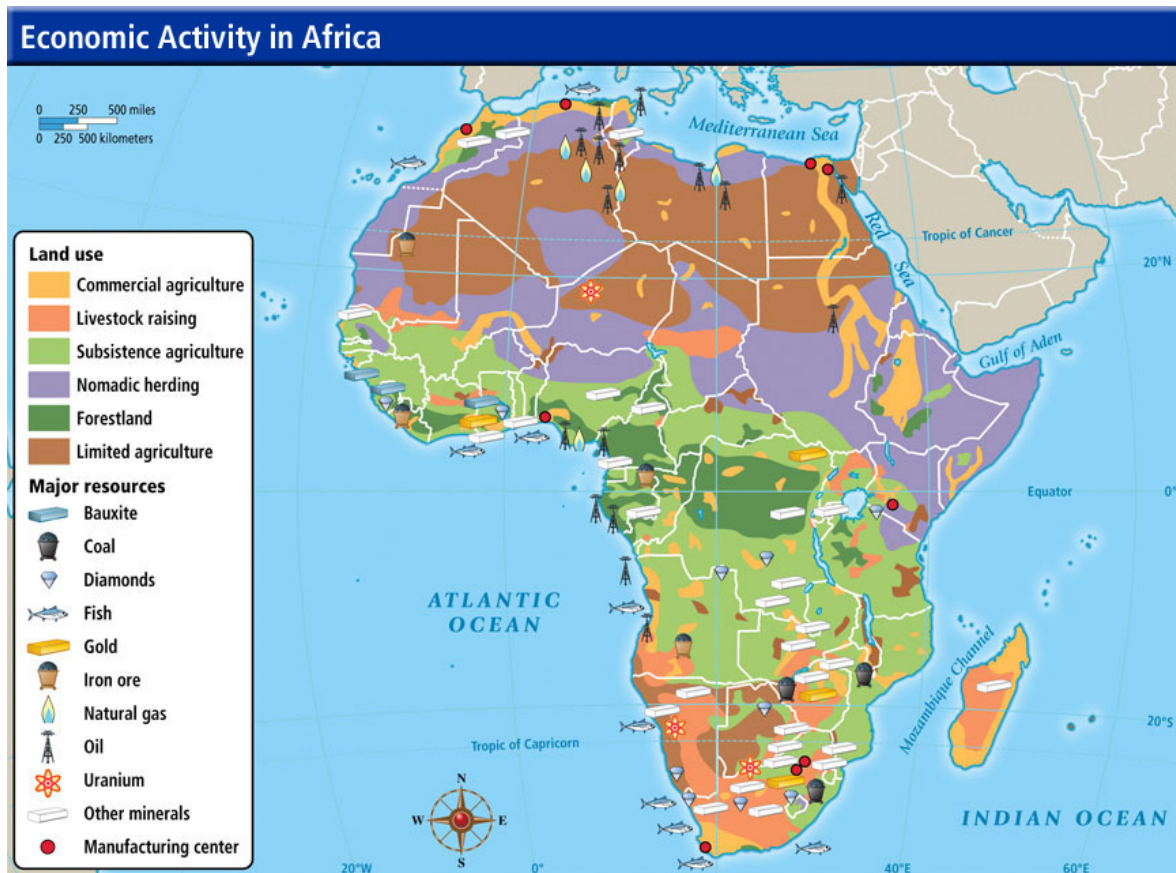 Economic Activity in Africa
0 250 500 miles
0 250 500 kilometers
Mediterranean Sea
Red
Sea
Tropic of Cancer
20°N
Gulf of Aden
Land use
Commercial agriculture
Livestock raising
Subsistence agriculture
Nomadic herding
Forestland
Limited agriculture
Major resources
Bauxite
Coal
Diamonds
Fish
Gold
Iron ore
Natural gas
Oil
Uranium
Other minerals
Manufacturing center
Equator
0°
ATLANTIC
OCEAN
Mozambique Channel
20°S
Tropic of Capricorn
N
W
E
S
INDIAN OCEAN
20°W
0°
40°E
60°E